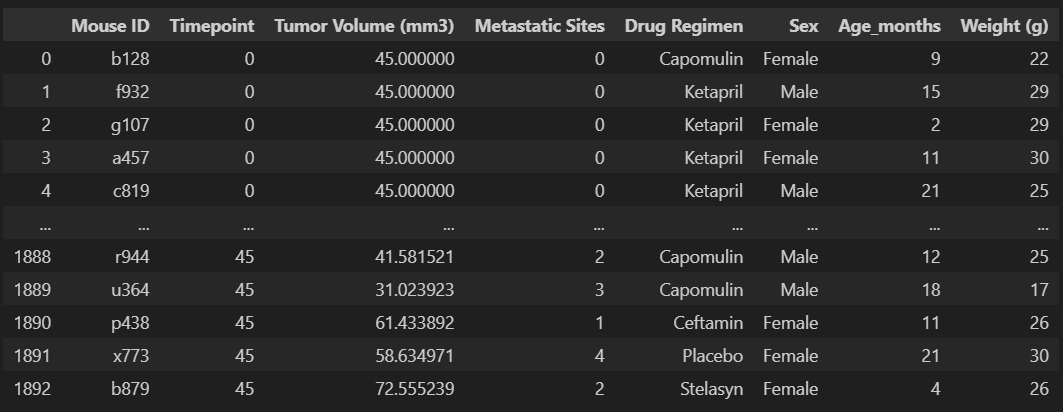 Mouse ID Timepoint Tumor Volume (mm3) Metastatic Sites Drug Regimen Sex Age_months Weight (g)
0 b128 0 45.000000 0 Capomulin Female 9 22
1 f932 0 45.000000 0 Ketapril Male 15 29
2 g107 0 45.000000 0 Ketapril Female 2 29
3 a457 0 45.000000 0 Ketapril Female 11 30
4 c819 0 45.000000 0 Ketapril Male 21 25
... ... ... ... ... ... ... ... ...
1888 r944 45 41.581521 2 Capomulin Male 12 25
1889 u364 45 31.023923 3 Capomulin Male 18 17
1890 p438 45 61.433892 1 Ceftamin Female 11 26
1891 x773 45 58.634971 4 Placebo Female 21 30
1892 b879 45 72.555239 2 Stelasyn Female 4 26